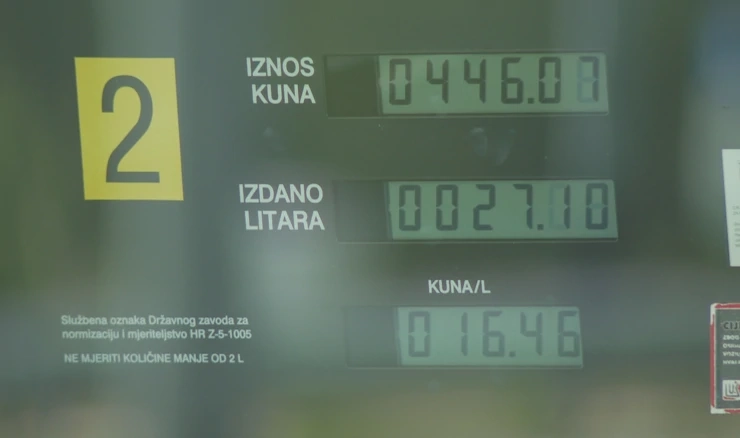 2
IZNOS
KUNA
0446.07
IZDANO
LITARA
0027.10
KUNA/L
016.46
Službena oznaka Državnog zavoda za
normizaciju i mjeriteljstvo HR Z-5-1005
NE MJERITI KOLIČINE MANJE OD 2 L